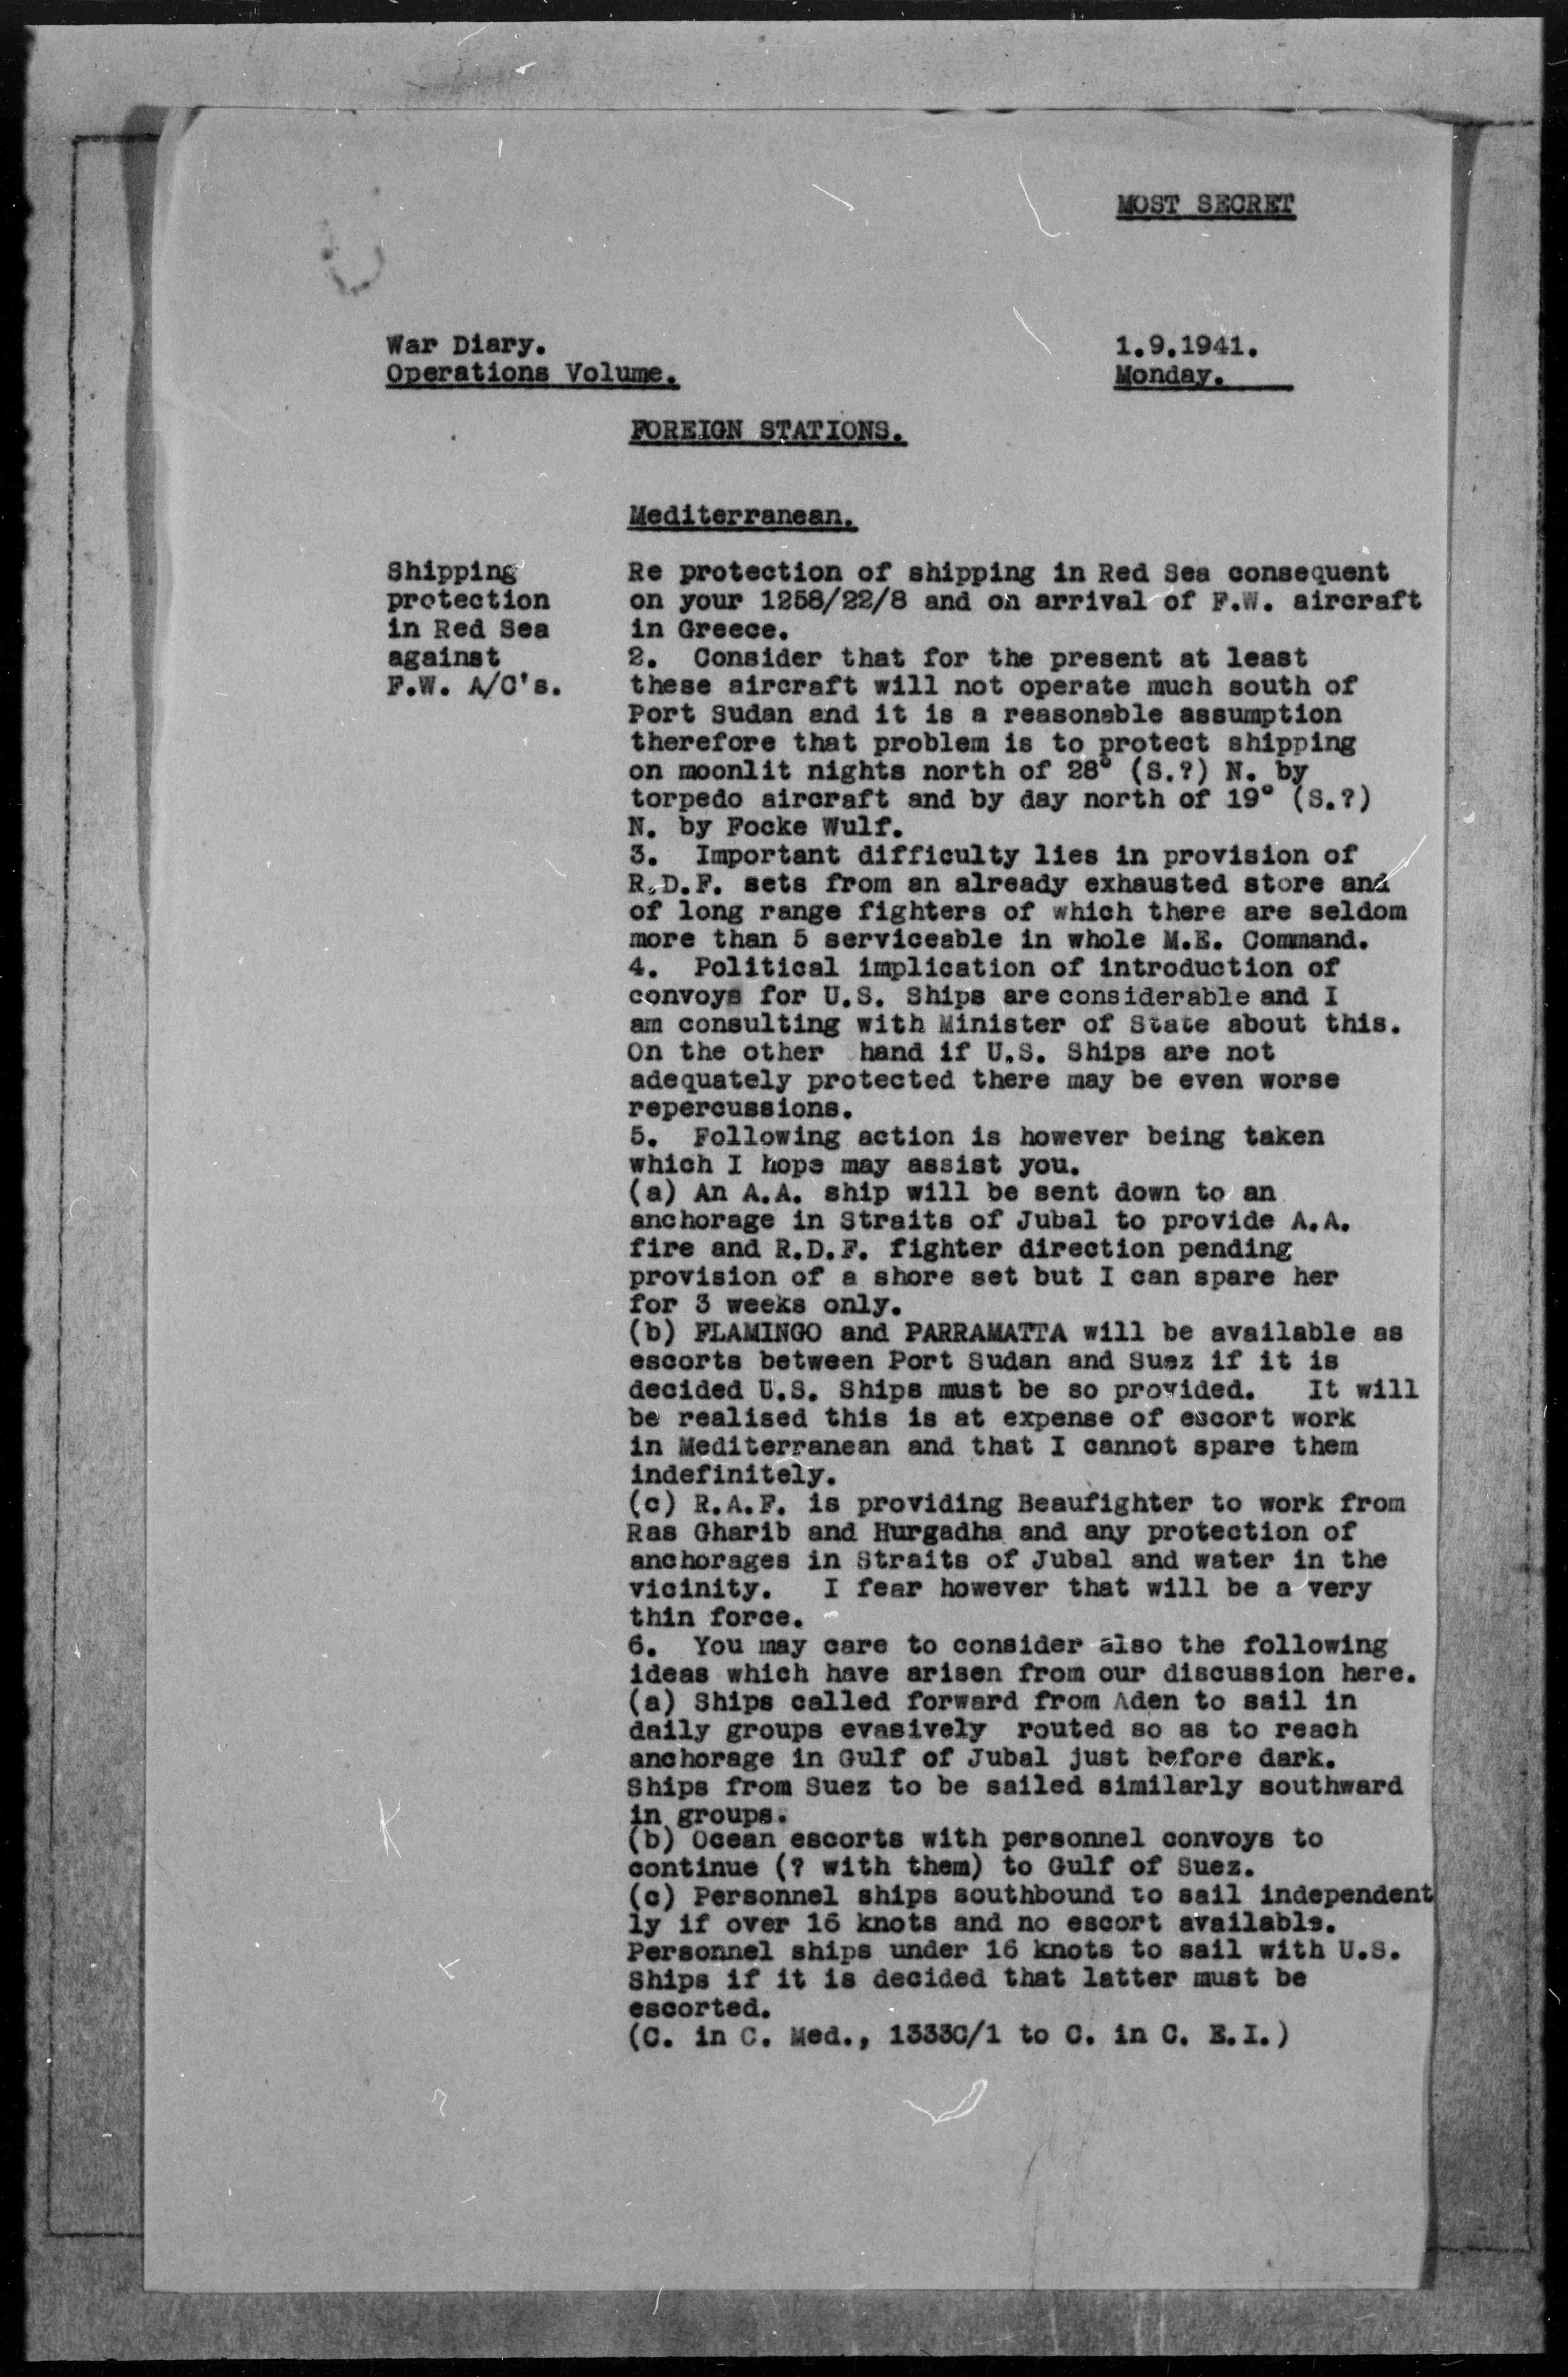 MOST SECRET
War Diary.
Operations Volume.
1.9.1941.
Monday.
FOREIGN STATIONS.
Mediterranean.
Shipping
protection
in Red Sea
against
F.W. A/C's.
Re protection of shipping in Red Sea consequent
on your 1258/22/8 and on arrival of F.W. aircraft
in Greece.
2. Consider that for the present at least
these aircraft will not operate much south of
Port Sudan and it is a reasonable assumption
therefore that problem is to protect shipping
on moonlit nights north of 28° (S.?) N. by
torpedo aircraft and by day north of 19° (S.?)
N. by Focke Wulf.
3. Important difficulty lies in provision of
R.D.F. sets from an already exhausted store and
of long range fighters of which there are seldom
more than 5 serviceable in whole M.E. Command.
4. Political implication of introduction of
convoys for U.S. Ships are considerable and I
am consulting with Minister of State about this.
On the other hand if U.S. Ships are not
adequately protected there may be even worse
repercussions.
5. Following action is however being taken
which I hope may assist you.
(a) An A.A. ship will be sent down to an
anchorage in Straits of Jubal to provide A.A.
fire and R.D.F. fighter direction pending
provision of a shore set but I can spare her
for 3 weeks only.
(b) FLAMINGO and PARRAMATTA will be available as
escorts between Port Sudan and Suez if it is
decided U.S. Ships must be so provided. It will
be realised this is at expense of escort work
in Mediterranean and that I cannot spare them
indefinitely.
(c) R.A.F. is providing Beaufighter to work from
Ras Gharib and Hurgadha and any protection of
anchorages in Straits of Jubal and water in the
vicinity. I fear however that will be a very
thin force.
6. You may care to consider also the following
ideas which have arisen from our discussion here.
(a) Ships called forward from Aden to sail in
daily groups evasively routed so as to reach
anchorage in Gulf of Jubal just before dark.
Ships from Suez to be sailed similarly southward
in groups.
(b) Ocean escorts with personnel convoys to
continue (? with them) to Gulf of Suez.
(c) Personnel ships southbound to sail independent
ly if over 16 knots and no escort available.
Personnel ships under 16 knots to sail with U.S.
Ships if it is decided that latter must be
escorted.
(C. in C. Med., 1333C/1 to C. in C. E.I.)